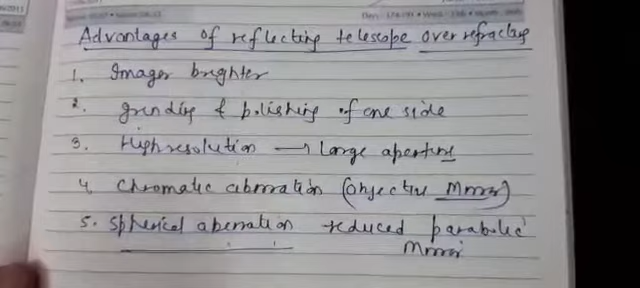 Advantages of reflecting telescope over refracting
1. Images brighter
2. grinding & polishing of one side
3. High resolution → Large aperture
4. Chromatic aberration (Objective Mirror)
5. Spherical aberration reduced parabolic
Mirror